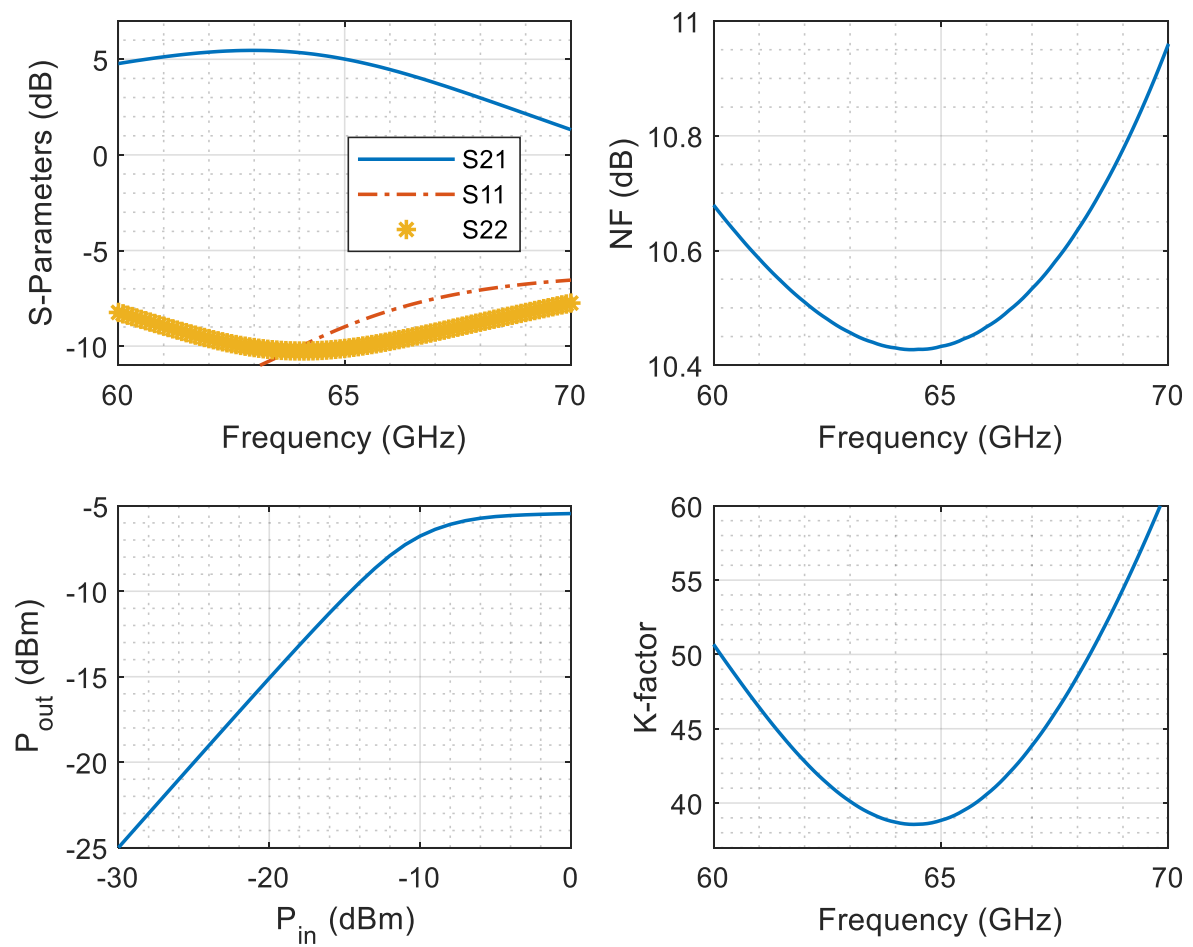 S-Parameters (dB)
5
0
-5
-10
S21
S11
S22
60
65
70
Frequency (GHz)
NF (dB)
11
10.8
10.6
10.4
60
65
70
Frequency (GHz)
P_out (dBm)
-5
-10
-15
-20
-25
-30
-20
-10
0
P_in (dBm)
K-factor
60
55
50
45
40
60
65
70
Frequency (GHz)